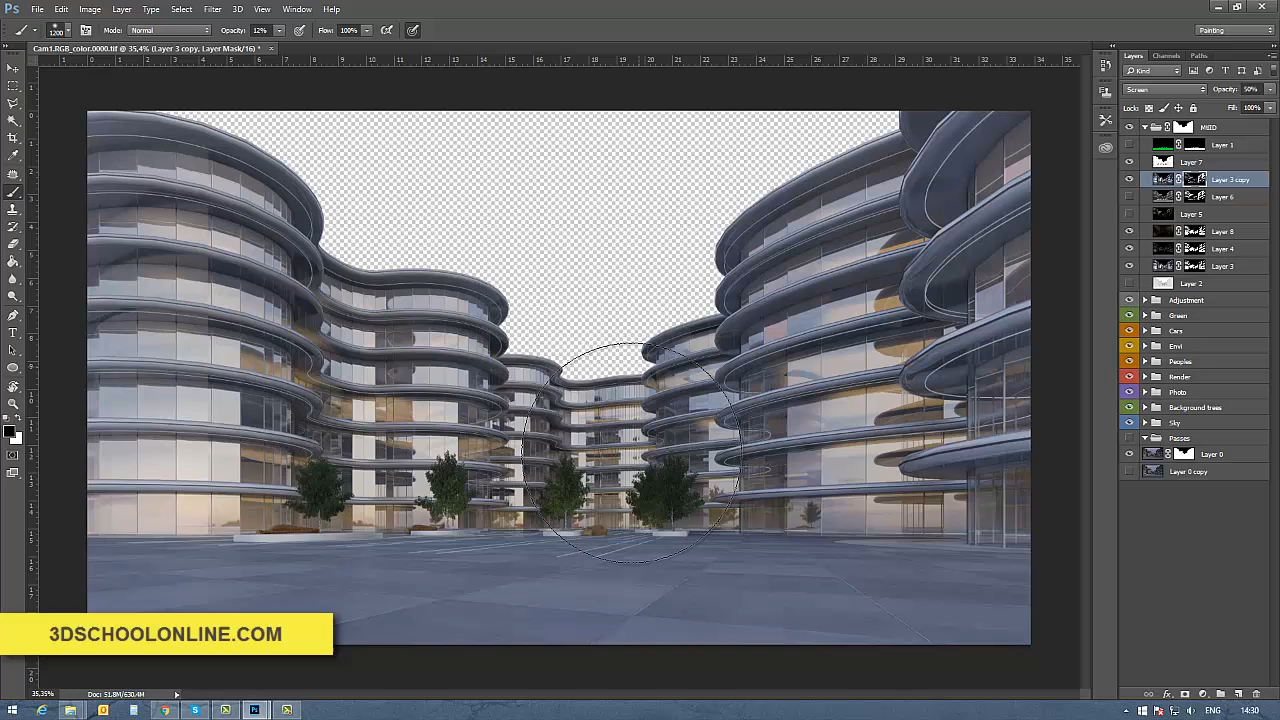 Ps File Edit Image Layer Type Select Filter 3D View Window Help
1200 Mode: Normal Opacity: 12% Flow: 100% Painting
Cam1.RGB_color.0000.tif @ 35,4% (Layer 3 copy, Layer Mask/16) *
Layers Channels Paths
Kind
Screen Opacity: 50%
Lock: Fill: 100%
Layer 1
Layer 7
Layer 3 copy
Layer 6
Layer 5
Layer 8
Layer 4
Layer 3
Layer 2
Adjustment
Green
Cars
Envi
Peoples
Render
Photo
Background trees
Sky
Passes
Layer 0
Layer 0 copy
3DSCHOOLONLINE.COM
35,35% Doc: 51.8M/630.4M
ENG 14:30